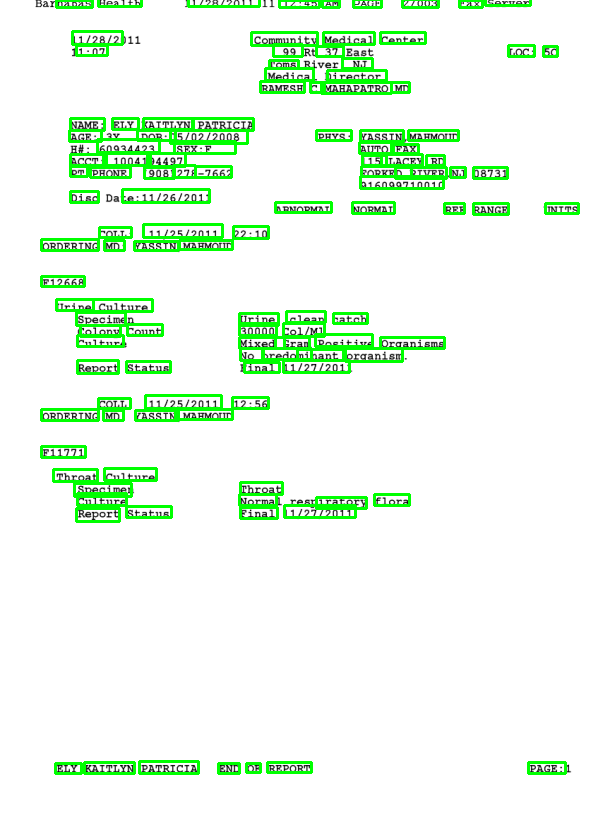 Barnabas Health 11/28/2011 11 12:45 AM PAGE 27003 Fax Server
11/28/2011 Community Medical Center
11:07 99 Rt 37 East LOC: 5C
Toms River, NJ
Medical Director
RAMESH C. MAHAPATRO MD
NAME: ELY, KAITLYN PATRICIA
AGE: 3Y DOB: 15/02/2008 PHYS: YASSIN, MAHMOUD
H#: 60934423 SEX:F AUTO FAX
ACCT: 1004194497 15 LACEY RD
PT PHONE: 908 278-7662 FORKED RIVER, NJ 08731
916099710010
Disc Date:11/26/2011
ABNORMAL NORMAL REF RANGE UNITS
COLL: 11/25/2011 22:10
ORDERING MD: YASSIN, MAHMOUD
F12668
Urine Culture
Specimen Urine, clean catch
Colony Count 30000 Col/Ml
Culture Mixed Gram Positive Organisms
No predominant organism.
Report Status Final 11/27/2011
COLL: 11/25/2011 12:56
ORDERING MD: YASSIN, MAHMOUD
F11771
Throat Culture
Specimen Throat
Culture Normal respiratory flora
Report Status Final 11/27/2011
ELY, KAITLYN PATRICIA END OF REPORT PAGE:1